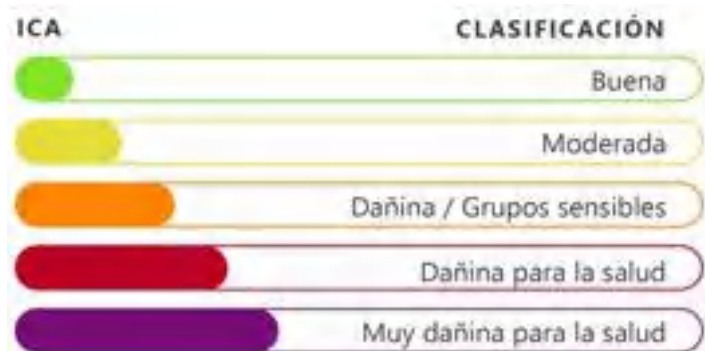 ICA CLASIFICACIÓN
Buena
Moderada
Dañina / Grupos sensibles
Dañina para la salud
Muy dañina para la salud